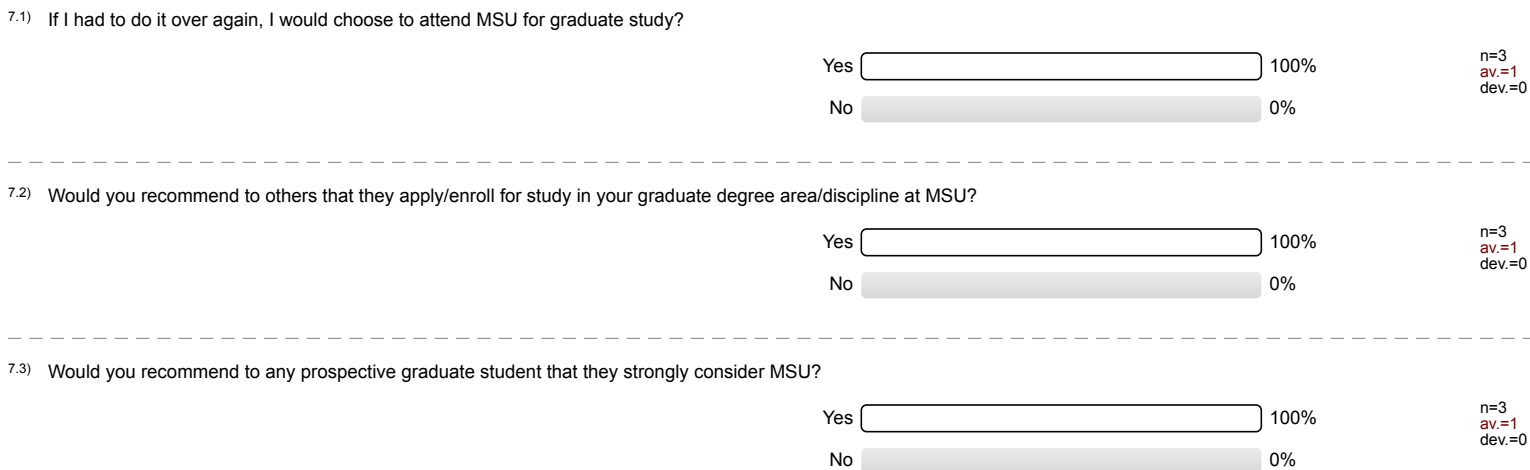 7.1) If I had to do it over again, I would choose to attend MSU for graduate study?
Yes 100% n=3
av.=1
dev.=0
No 0%
7.2) Would you recommend to others that they apply/enroll for study in your graduate degree area/discipline at MSU?
Yes 100% n=3
av.=1
dev.=0
No 0%
7.3) Would you recommend to any prospective graduate student that they strongly consider MSU?
Yes 100% n=3
av.=1
dev.=0
No 0%